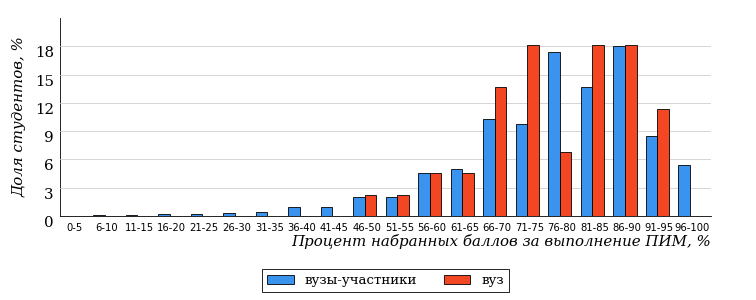 Доля студентов, %
18
15
12
9
6
3
0
0-5 6-10 11-15 16-20 21-25 26-30 31-35 36-40 41-45 46-50 51-55 56-60 61-65 66-70 71-75 76-80 81-85 86-90 91-95 96-100
Процент набранных баллов за выполнение ПИМ, %
вузы-участники вуз